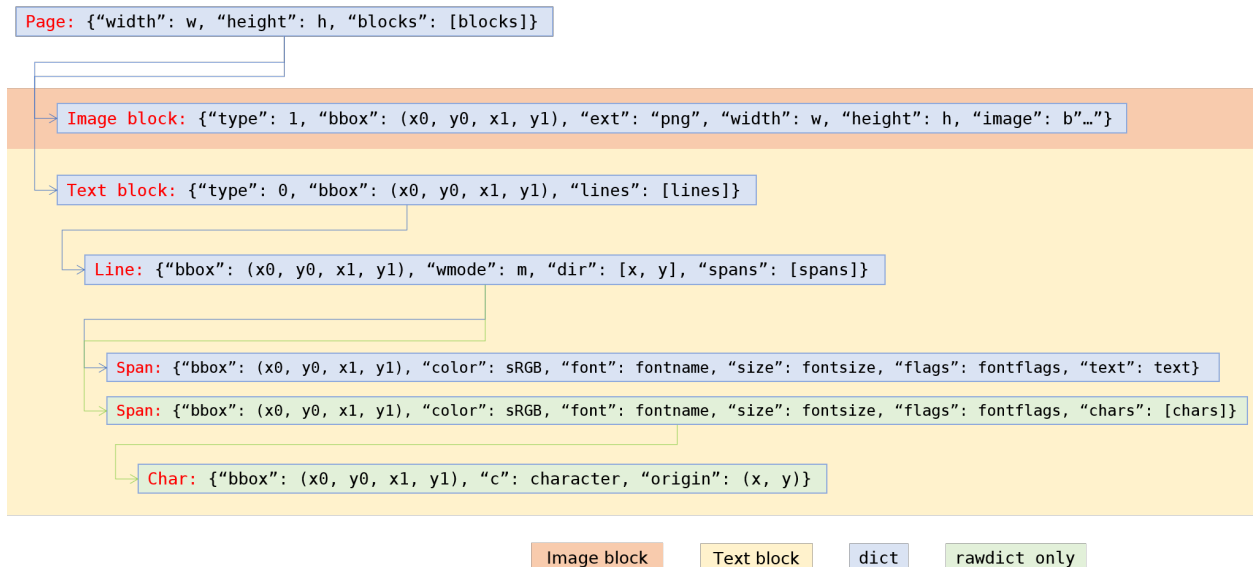 Page: {“width”: w, “height”: h, “blocks”: [blocks]}
Image block: {“type”: 1, “bbox”: (x0, y0, x1, y1), “ext”: “png”, “width”: w, “height”: h, “image”: b”…”}
Text block: {“type”: 0, “bbox”: (x0, y0, x1, y1), “lines”: [lines]}
Line: {“bbox”: (x0, y0, x1, y1), “wmode”: m, “dir”: [x, y], “spans”: [spans]}
Span: {“bbox”: (x0, y0, x1, y1), “color”: sRGB, “font”: fontname, “size”: fontsize, “flags”: fontflags, “text”: text}
Span: {“bbox”: (x0, y0, x1, y1), “color”: sRGB, “font”: fontname, “size”: fontsize, “flags”: fontflags, “chars”: [chars]}
Char: {“bbox”: (x0, y0, x1, y1), “c”: character, “origin”: (x, y)}
Image block Text block dict rawdict only